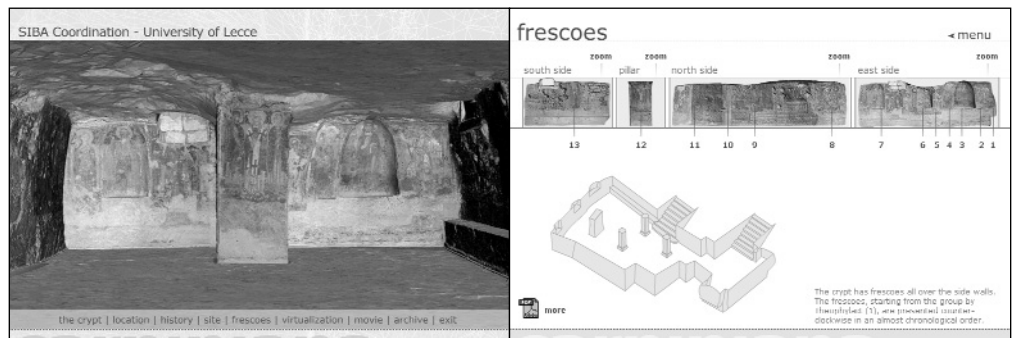 SIBA Coordination - University of Lecce
the crypt | location | history | site | frescoes | virtualization | movie | archive | exit
frescoes
menu
zoom zoom zoom zoom
south side pillar north side east side
13 12 11 10 9 8 7 6 5 4 3 2 1
PDF
more
The crypt has frescoes all over the side walls.
The frescoes, starting from the group by
Theophylact (1), are presented counter-
clockwise in an almost chronological order.